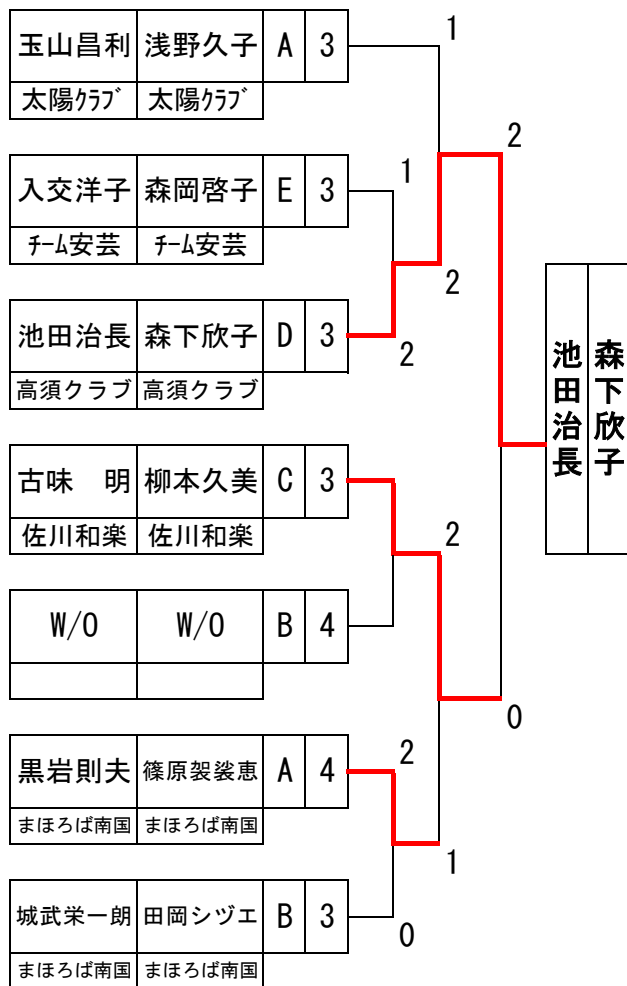 玉山昌利 浅野久子 A 3
太陽ｸﾗﾌﾞ 太陽ｸﾗﾌﾞ
1
2
入交洋子 森岡啓子 E 3
ﾁｰﾑ安芸 ﾁｰﾑ安芸
1
2
池田治長 森下欣子 D 3
高須クラブ 高須クラブ
2
池田治長
森下欣子
古味　明 柳本久美 C 3
佐川和楽 佐川和楽
2
W/O W/O B 4
0
黒岩則夫 篠原袈裟恵 A 4
まほろば南国 まほろば南国
2
1
城武栄一朗 田岡シヅエ B 3
まほろば南国 まほろば南国
0